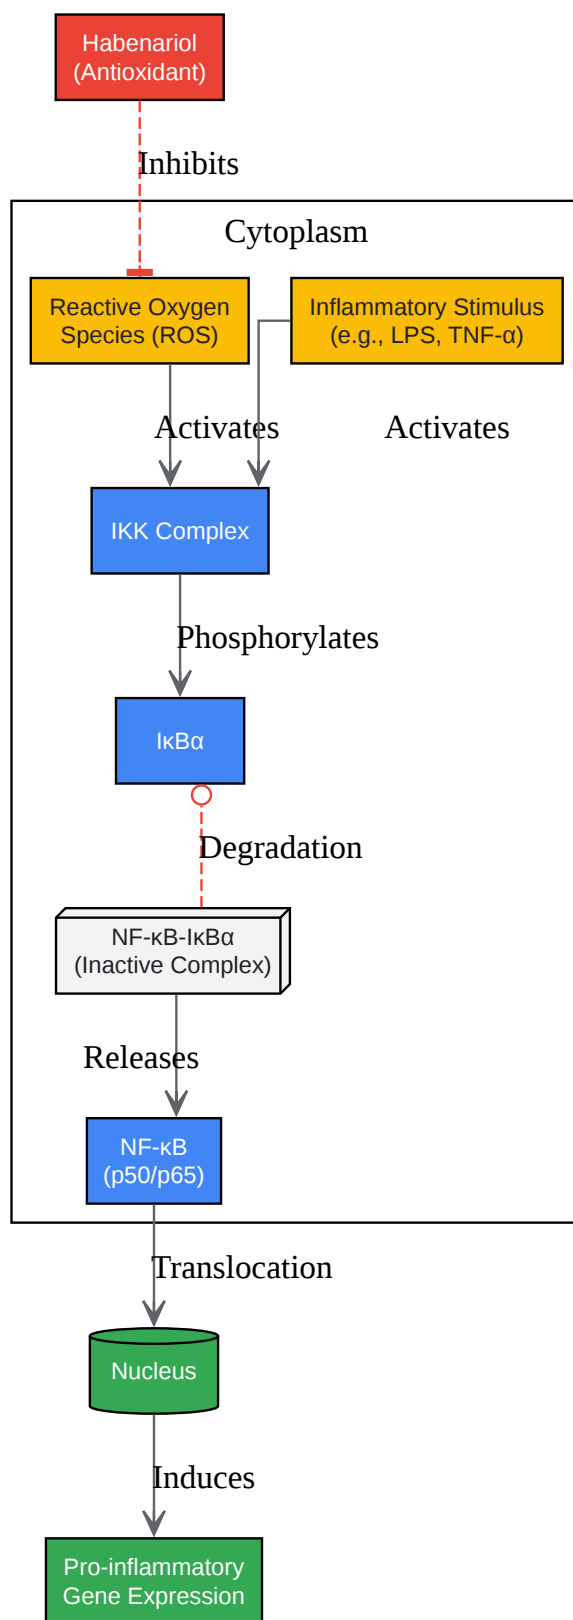 Habenariol
(Antioxidant)
Inhibits
Cytoplasm
Reactive Oxygen
Species (ROS)
Inflammatory Stimulus
(e.g., LPS, TNF-α)
Activates
Activates
IKK Complex
Phosphorylates
IκBα
Degradation
NF-κB-IκBα
(Inactive Complex)
Releases
NF-κB
(p50/p65)
Translocation
Nucleus
Induces
Pro-inflammatory
Gene Expression